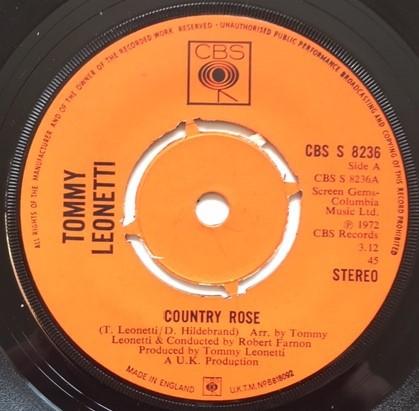 ALL RIGHTS OF THE MANUFACTURER AND OF THE OWNER OF THE RECORDED WORK RESERVED · UNAUTHORISED PUBLIC PERFORMANCE BROADCASTING AND COPYING OF THIS RECORD PROHIBITED
CBS
TOMMY
LEONETTI
CBS S 8236
Side A
CBS S 8236A
Screen Gems-
Columbia
Music Ltd.
Ⓟ 1972
CBS Records
3.12
45
STEREO
COUNTRY ROSE
(T. Leonetti/D. Hildebrand) Arr. by Tommy
Leonetti & Conducted by Robert Farnon
Produced by Tommy Leonetti
A U.K. Production
MADE IN ENGLAND
U.K.T.M.